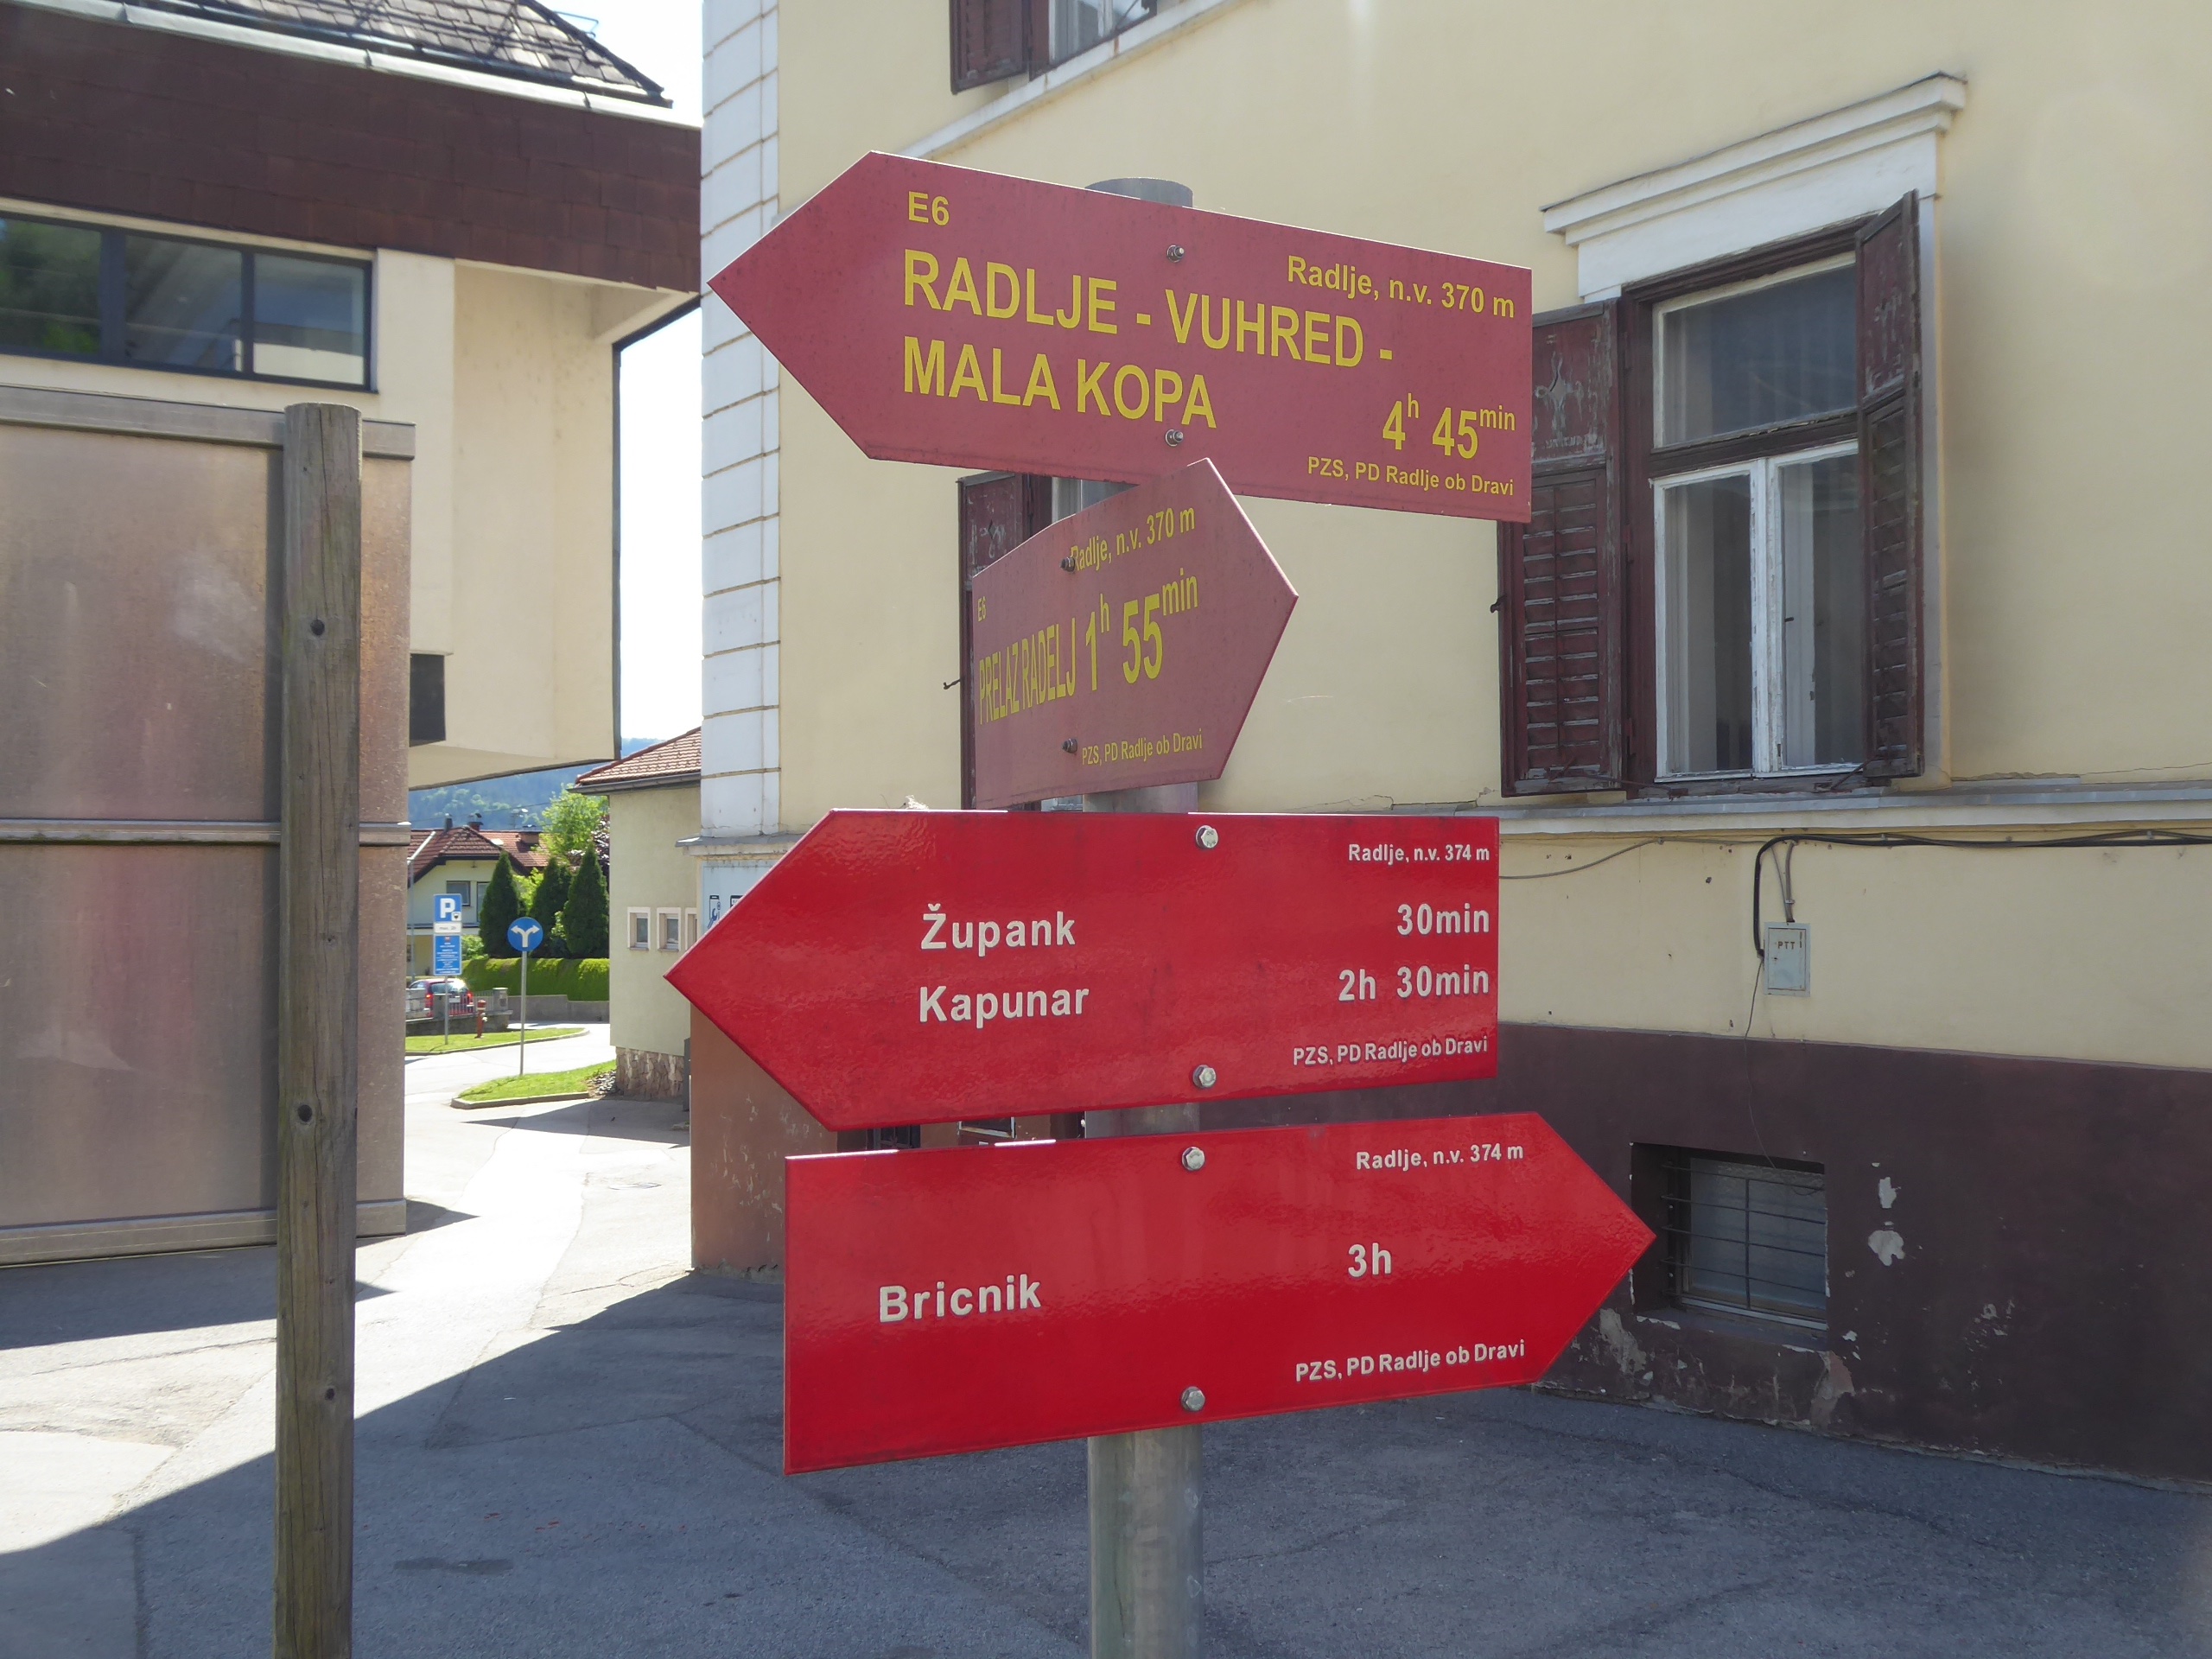 E6
Radlje, n.v. 370 m
RADLJE - VUHRED -
MALA KOPA
4h 45min
PZS, PD Radlje ob Dravi
Radlje, n.v. 370 m
E6
PRELAZ RADELJ 1h 55min
PZS, PD Radlje ob Dravi
Radlje, n.v. 374 m
Župank 30min
Kapunar 2h 30min
PZS, PD Radlje ob Dravi
Radlje, n.v. 374 m
Bricnik 3h
PZS, PD Radlje ob Dravi
P
PTT